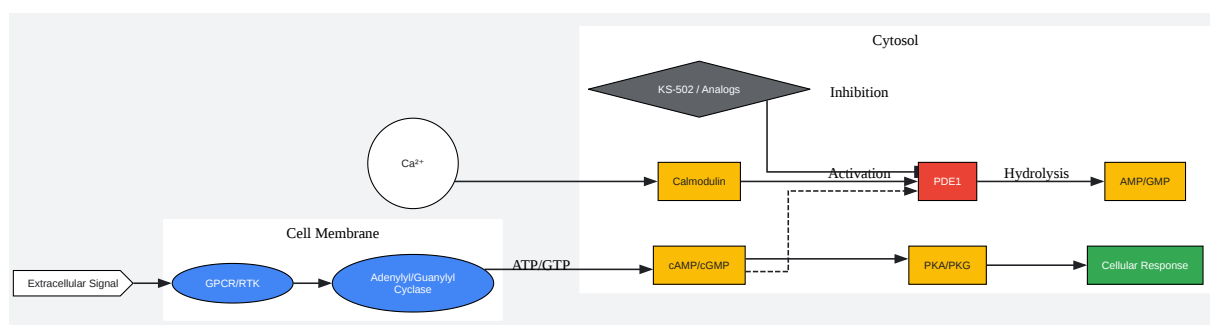 Cytosol
KS-502 / Analogs
Inhibition
Ca²⁺
Calmodulin
Activation
PDE1
Hydrolysis
AMP/GMP
Cell Membrane
Extracellular Signal
GPCR/RTK
Adenylyl/Guanylyl
Cyclase
ATP/GTP
cAMP/cGMP
PKA/PKG
Cellular Response